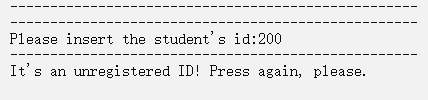 Please insert the student's id:200
It's an unregistered ID! Press again, please.